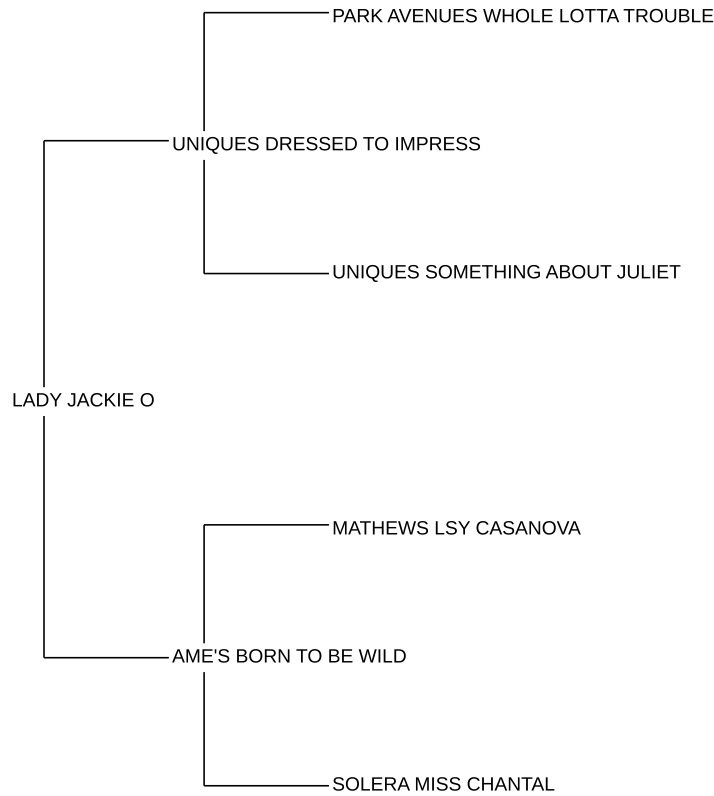 PARK AVENUES WHOLE LOTTA TROUBLE
UNIQUES DRESSED TO IMPRESS
UNIQUES SOMETHING ABOUT JULIET
LADY JACKIE O
MATHEWS LSY CASANOVA
AME'S BORN TO BE WILD
SOLERA MISS CHANTAL